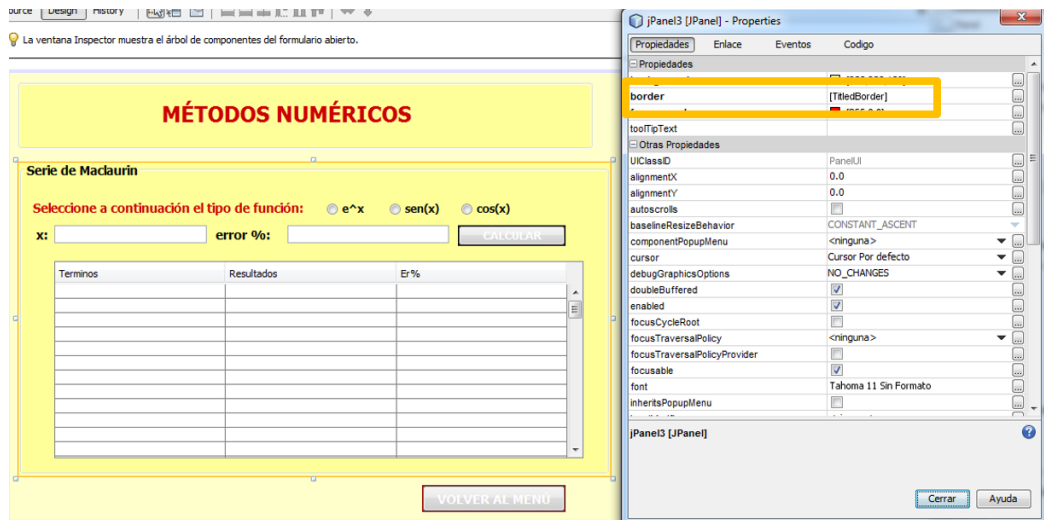 ource Design History
La ventana Inspector muestra el árbol de componentes del formulario abierto.
MÉTODOS NUMÉRICOS
Serie de Maclaurin
Seleccione a continuación el tipo de función: e^x sen(x) cos(x)
x: error %: CALCULAR
Terminos Resultados Er%
VOLVER AL MENÚ
jPanel3 [JPanel] - Properties
Propiedades Enlace Eventos Codigo
Propiedades
border [TitledBorder]
toolTipText
Otras Propiedades
UIClassID PanelUI
alignmentX 0.0
alignmentY 0.0
autoscrolls
baselineResizeBehavior CONSTANT_ASCENT
componentPopupMenu <ninguna>
cursor Cursor Por defecto
debugGraphicsOptions NO_CHANGES
doubleBuffered
enabled
focusCycleRoot
focusTraversalPolicy <ninguna>
focusTraversalPolicyProvider
focusable
font Tahoma 11 Sin Formato
inheritsPopupMenu
jPanel3 [JPanel]
Cerrar Ayuda